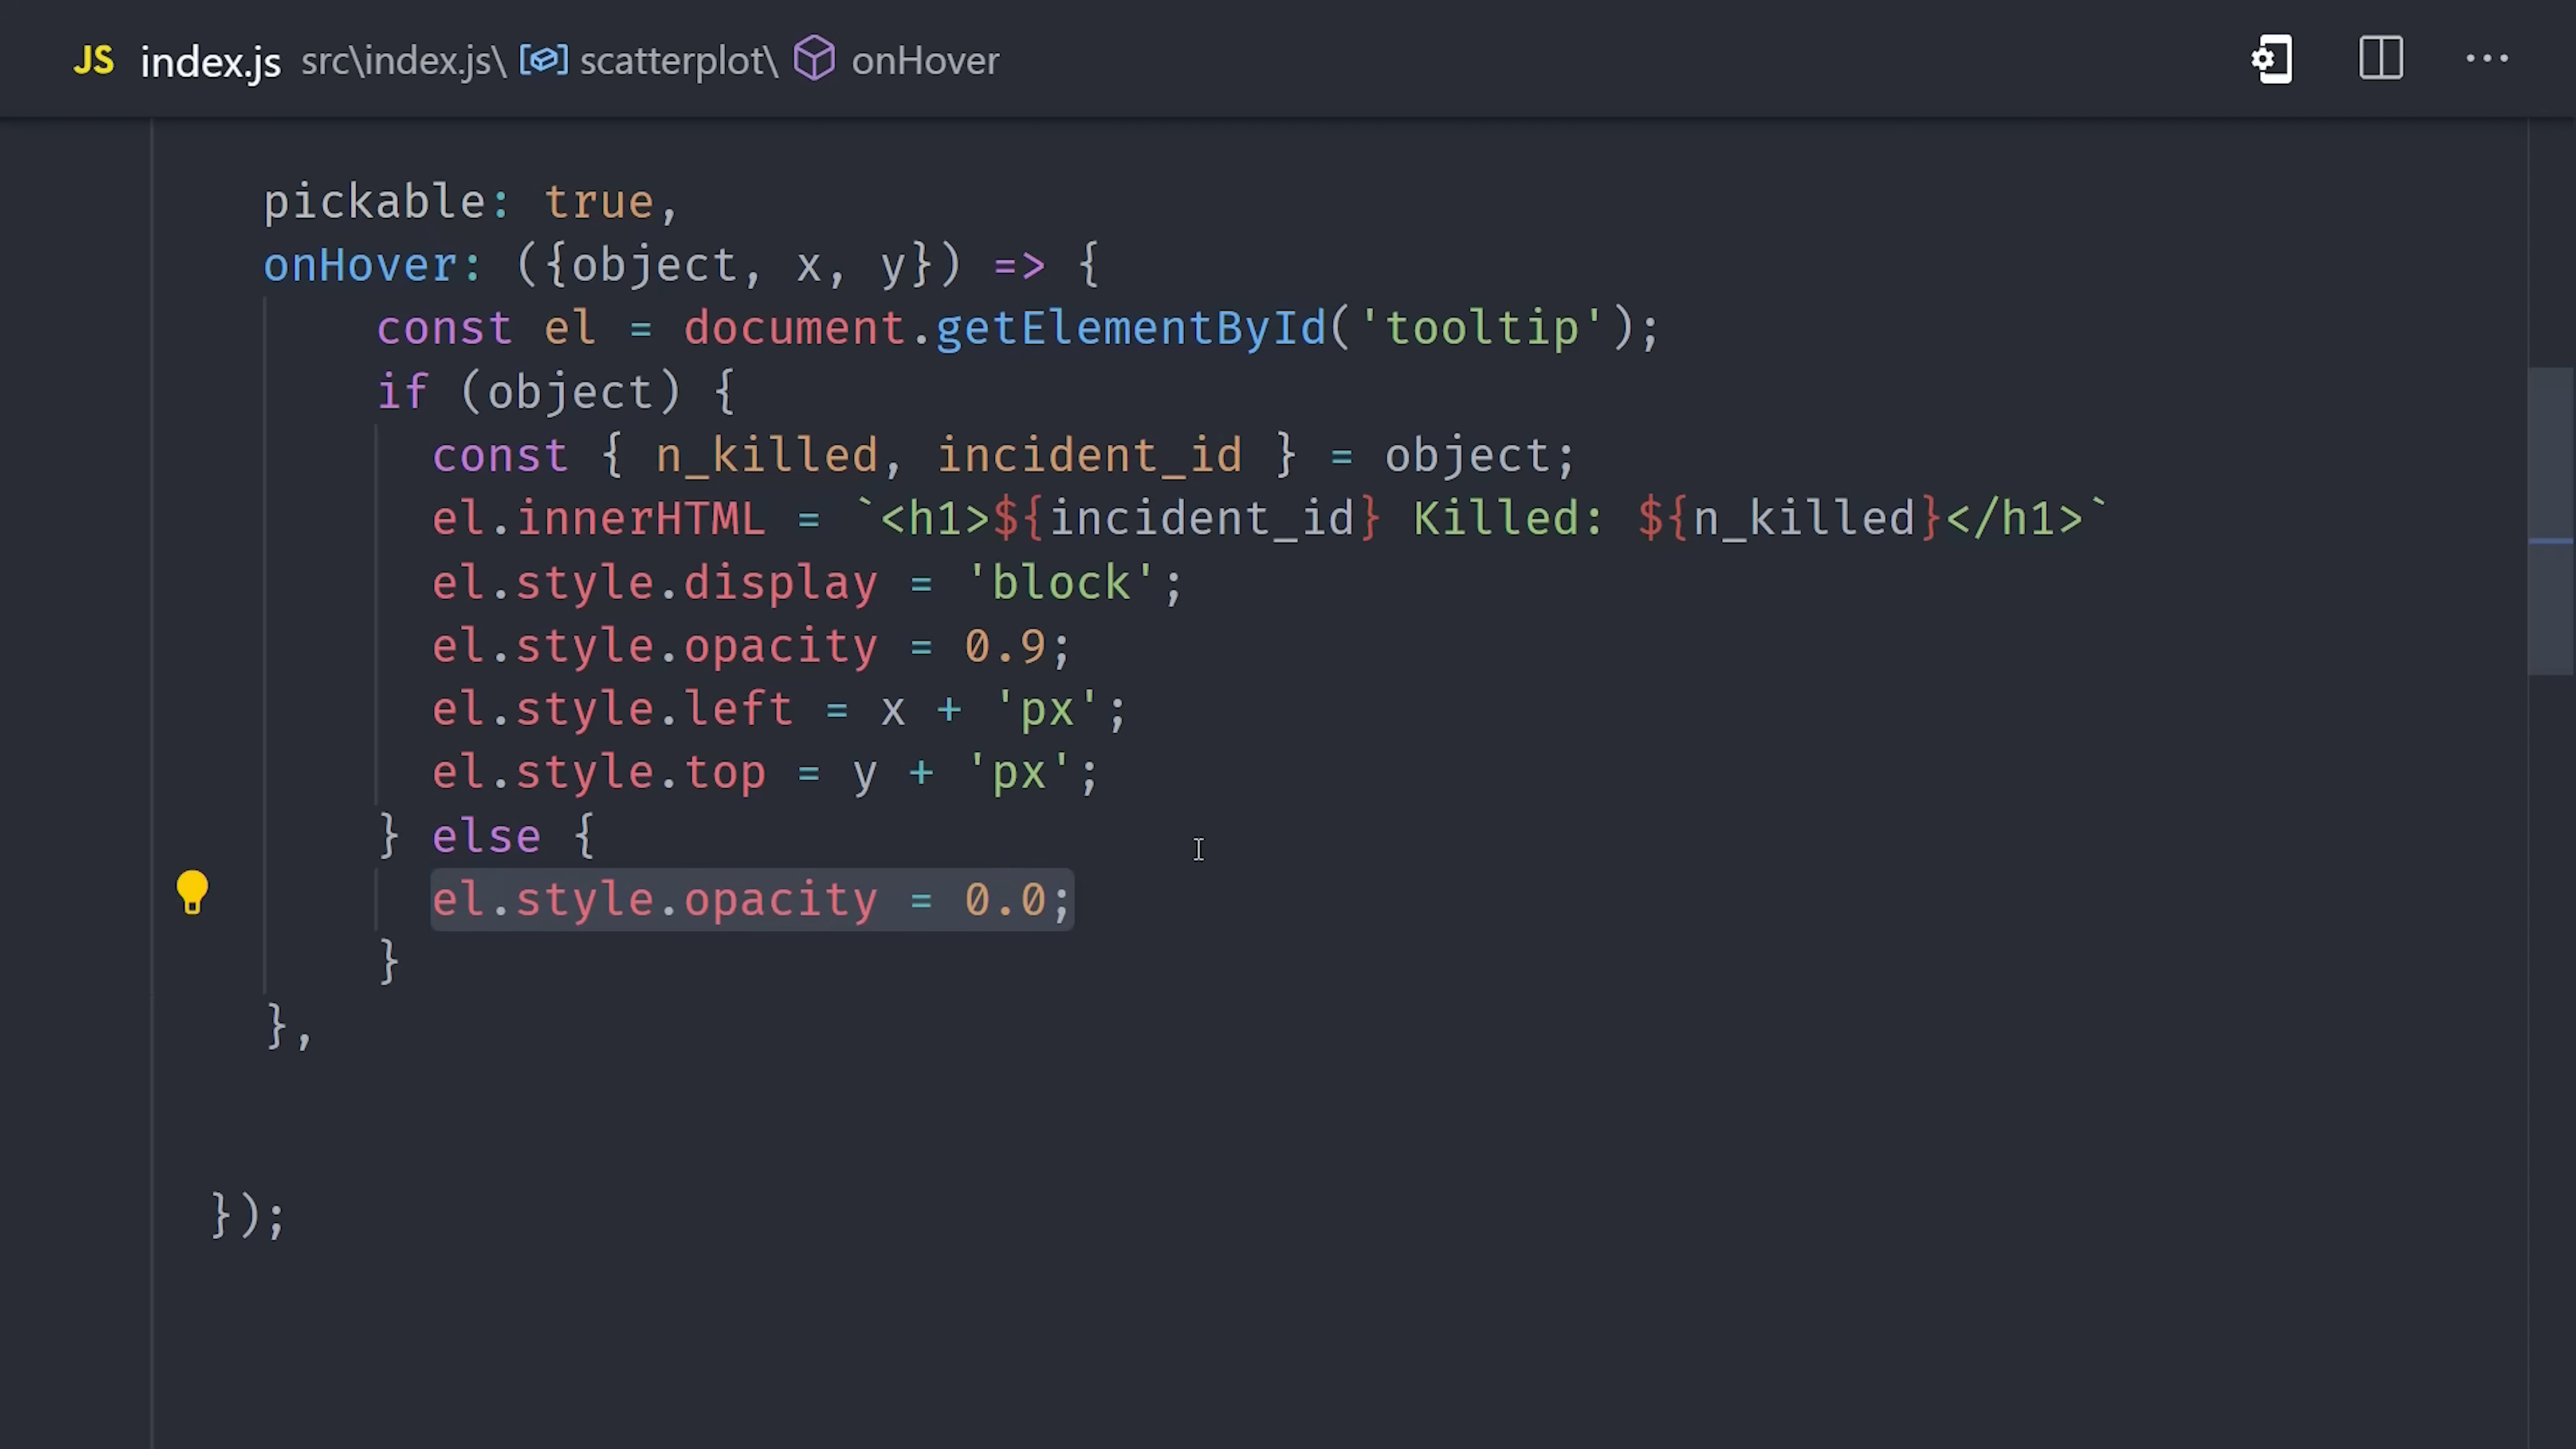 JS index.js src\index.js\ scatterplot\ onHover
pickable: true,
onHover: ({object, x, y}) => {
const el = document.getElementById('tooltip');
if (object) {
const { n_killed, incident_id } = object;
el.innerHTML = `<h1>${incident_id} Killed: ${n_killed}</h1>`
el.style.display = 'block';
el.style.opacity = 0.9;
el.style.left = x + 'px';
el.style.top = y + 'px';
} else {
el.style.opacity = 0.0;
}
},
});